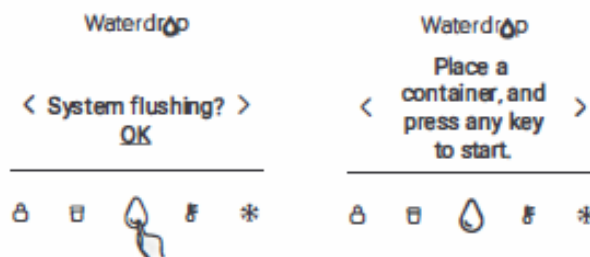 Waterdrop
< System flushing? >
OK
Waterdrop
Place a
< container, and >
press any key
to start.